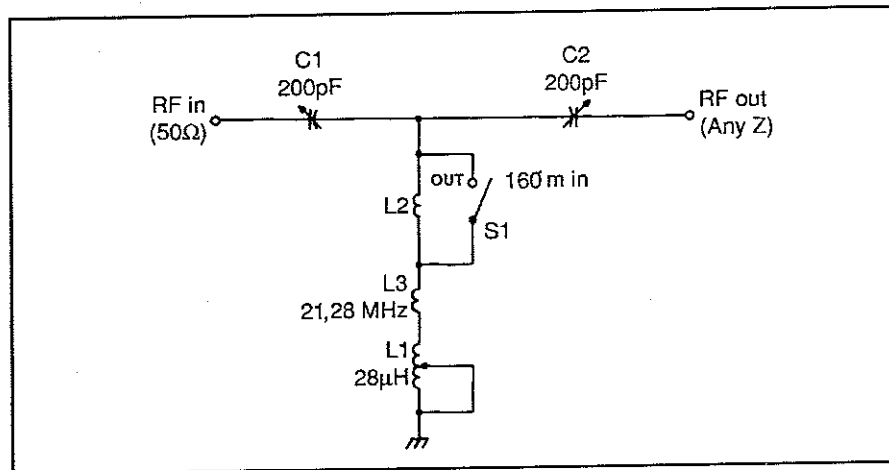 C1
200pF
C2
200pF
RF in
(50Ω)
RF out
(Any Z)
OUT
160 m in
L2
S1
L3
21,28 MHz
L1
28µH